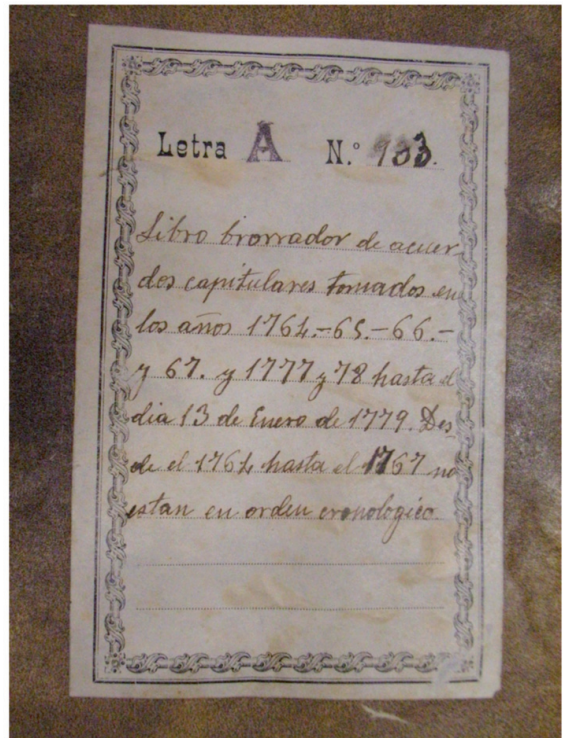 Letra A N.º 133.
Libro brorrador de acuer
dos capitulares tomados en
los años 1764.-65.-66.-
y 67. y 1777 y 78 hasta el
dia 13 de Enero de 1779. Des
de el 1764 hasta el 1767 no
estan en orden cronologico